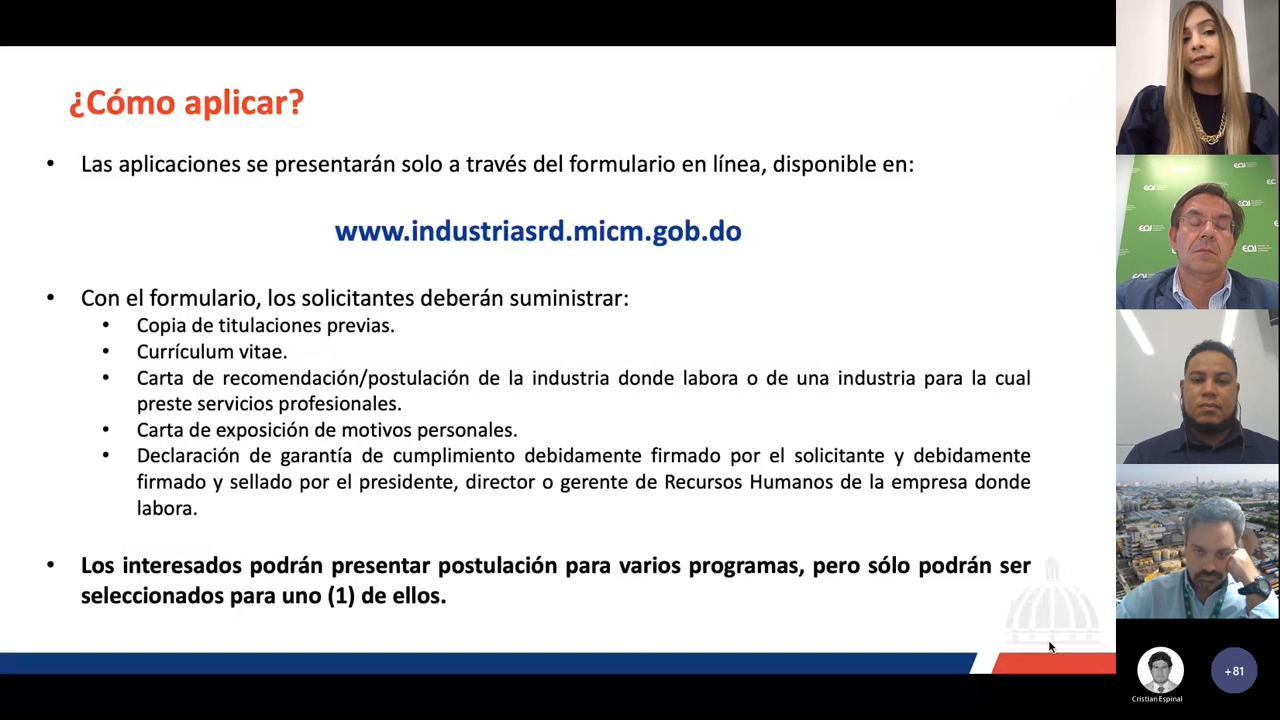 ¿Cómo aplicar?
• Las aplicaciones se presentarán solo a través del formulario en línea, disponible en:
www.industriasrd.micm.gob.do
• Con el formulario, los solicitantes deberán suministrar:
• Copia de titulaciones previas.
• Currículum vitae.
• Carta de recomendación/postulación de la industria donde labora o de una industria para la cual
preste servicios profesionales.
• Carta de exposición de motivos personales.
• Declaración de garantía de cumplimiento debidamente firmado por el solicitante y debidamente
firmado y sellado por el presidente, director o gerente de Recursos Humanos de la empresa donde
labora.
• Los interesados podrán presentar postulación para varios programas, pero sólo podrán ser
seleccionados para uno (1) de ellos.
EOI
EOI
EOI
EOI
EOI
Cristian Espinal
+81